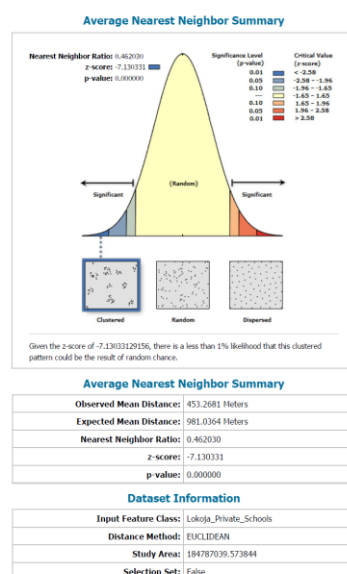 Average Nearest Neighbor Summary
Nearest Neighbor Ratio: 0.462030
z-score: -7.130331
p-value: 0.000000
Significance Level (p-value) Critical Value (z-score)
0.01 < -2.58
0.05 -2.58 - -1.96
0.10 -1.96 - -1.65
--- -1.65 - 1.65
0.10 1.65 - 1.96
0.05 1.96 - 2.58
0.01 > 2.58
Significant (Random) Significant
Clustered Random Dispersed
Given the z-score of -7.13033129156, there is a less than 1% likelihood that this clustered
pattern could be the result of random chance.
Average Nearest Neighbor Summary
Observed Mean Distance: 453.2681 Meters
Expected Mean Distance: 981.0364 Meters
Nearest Neighbor Ratio: 0.462030
z-score: -7.130331
p-value: 0.000000
Dataset Information
Input Feature Class: Lokoja_Private_Schools
Distance Method: EUCLIDEAN
Study Area: 184787039.573844
Selection Set: False